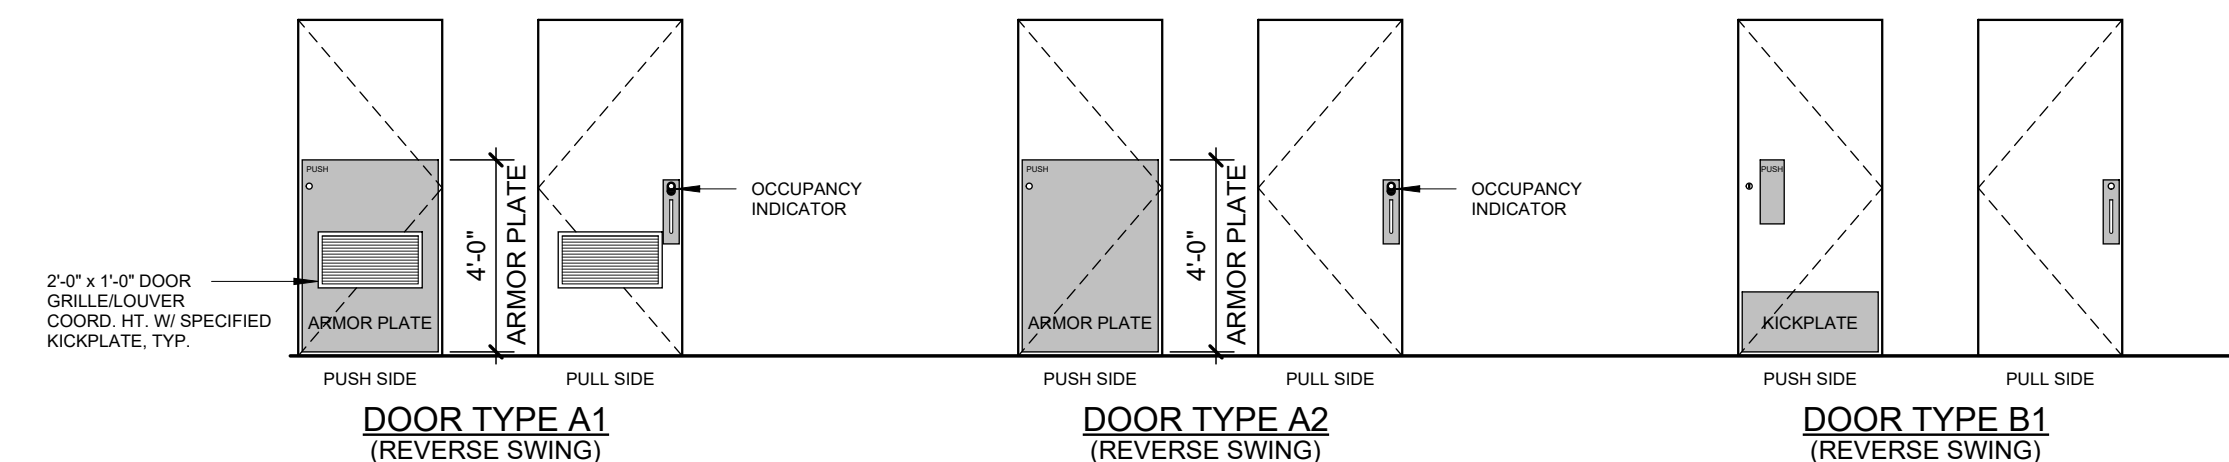 PUSH
2'-0" x 1'-0" DOOR
GRILLE/LOUVER
COORD. HT. W/ SPECIFIED
KICKPLATE, TYP.
ARMOR PLATE
4'-0"
ARMOR PLATE
OCCUPANCY
INDICATOR
PUSH SIDE
PULL SIDE
DOOR TYPE A1
(REVERSE SWING)
PUSH
ARMOR PLATE
4'-0"
ARMOR PLATE
OCCUPANCY
INDICATOR
PUSH SIDE
PULL SIDE
DOOR TYPE A2
(REVERSE SWING)
PUSH
KICKPLATE
PUSH SIDE
PULL SIDE
DOOR TYPE B1
(REVERSE SWING)